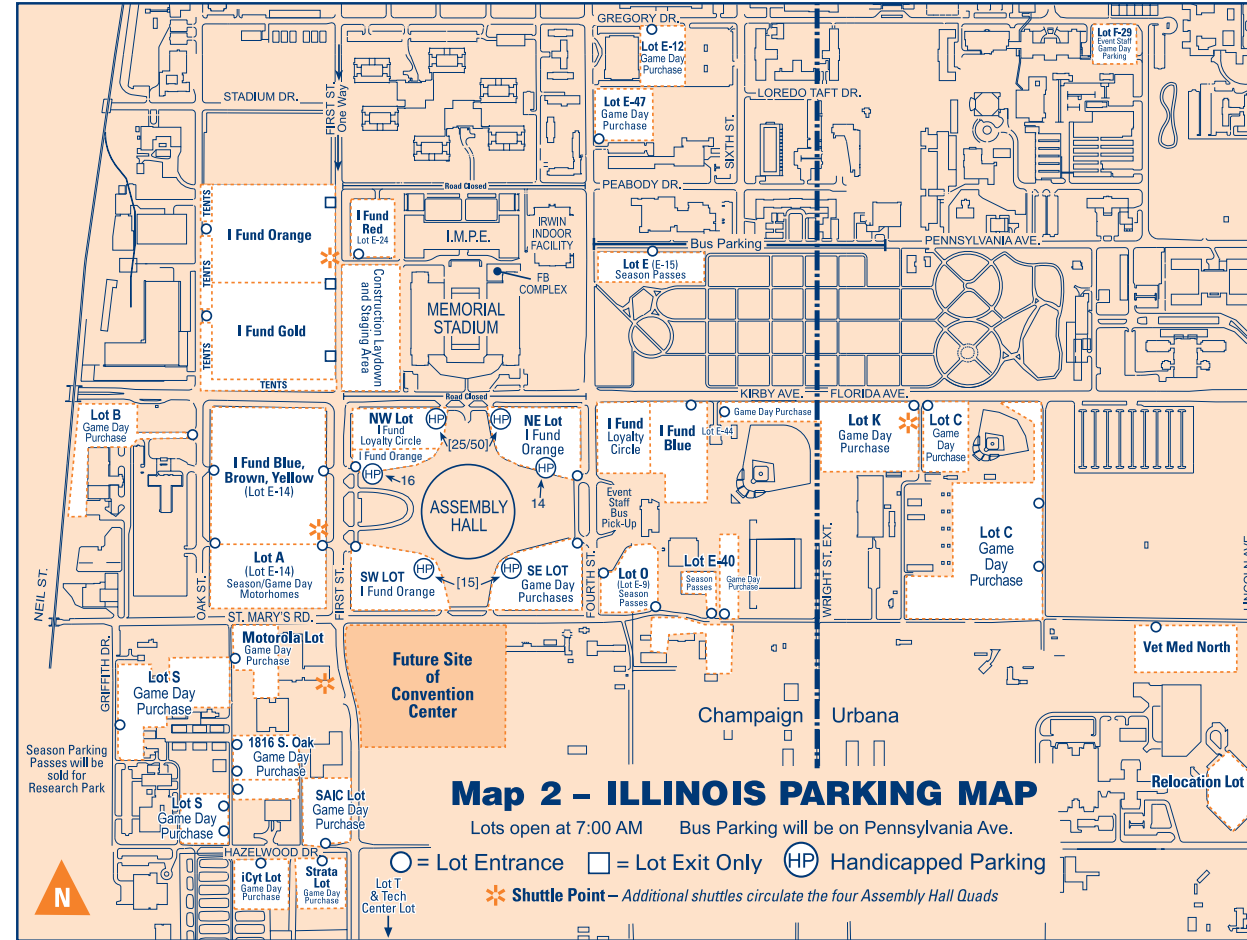 GREGORY DR.
Lot E-12
Game Day
Purchase
Lot F-29
Event Staff
Game Day
Parking
STADIUM DR.
FIRST ST.
One Way
Lot E-47
Game Day
Purchase
LOREDO TAFT DR.
SIXTH ST.
Road Closed
PEABODY DR.
TENTS
I Fund Orange
I Fund
Red
Lot E-24
I.M.P.E.
IRWIN
INDOOR
FACILITY
Bus Parking
PENNSYLVANIA AVE.
TENTS
Lot E (E-15)
Season Passes
FB
COMPLEX
Construction Laydown
and Staging Area
MEMORIAL
STADIUM
I Fund Gold
TENTS
TENTS
Road Closed
KIRBY AVE.
FLORIDA AVE.
Lot B
Game Day
Purchase
NW Lot
I Fund
Loyalty Circle
I Fund Orange
HP
HP
[25/50]
NE Lot
I Fund
Orange
HP
16
HP
14
I Fund
Loyalty
Circle
I Fund
Blue
Lot E-44
Game Day Purchase
Lot K
Game Day
Purchase
Lot C
Game
Day
Purchase
I Fund Blue,
Brown, Yellow
(Lot E-14)
ASSEMBLY
HALL
Event
Staff
Bus
Pick-Up
Lot C
Game
Day
Purchase
Lot A
(Lot E-14)
Season/Game Day
Motorhomes
SW LOT
I Fund Orange
HP
[15]
HP
SE LOT
Game Day
Purchases
Lot O
(Lot E-9)
Season
Passes
Lot E-40
Season
Passes
Game Day
Purchase
NEIL ST.
OAK ST.
FIRST ST.
FOURTH ST.
WRIGHT ST. EXT.
LINCOLN AVE.
ST. MARY'S RD.
GRIFFITH DR.
Motorola Lot
Game Day
Purchase
Vet Med North
Lot S
Game Day
Purchase
Future Site
of
Convention
Center
Champaign
Urbana
Season Parking
Passes will be
sold for
Research Park
1816 S. Oak
Game Day
Purchase
Lot S
Game Day
Purchase
SAIC Lot
Game Day
Purchase
Relocation Lot
Map 2 – ILLINOIS PARKING MAP
Lots open at 7:00 AM
Bus Parking will be on Pennsylvania Ave.
HAZELWOOD DR.
= Lot Entrance
= Lot Exit Only
HP
Handicapped Parking
iCyt Lot
Game Day
Purchase
Strata
Lot
Game Day
Purchase
Lot T
& Tech
Center Lot
Shuttle Point – Additional shuttles circulate the four Assembly Hall Quads
N